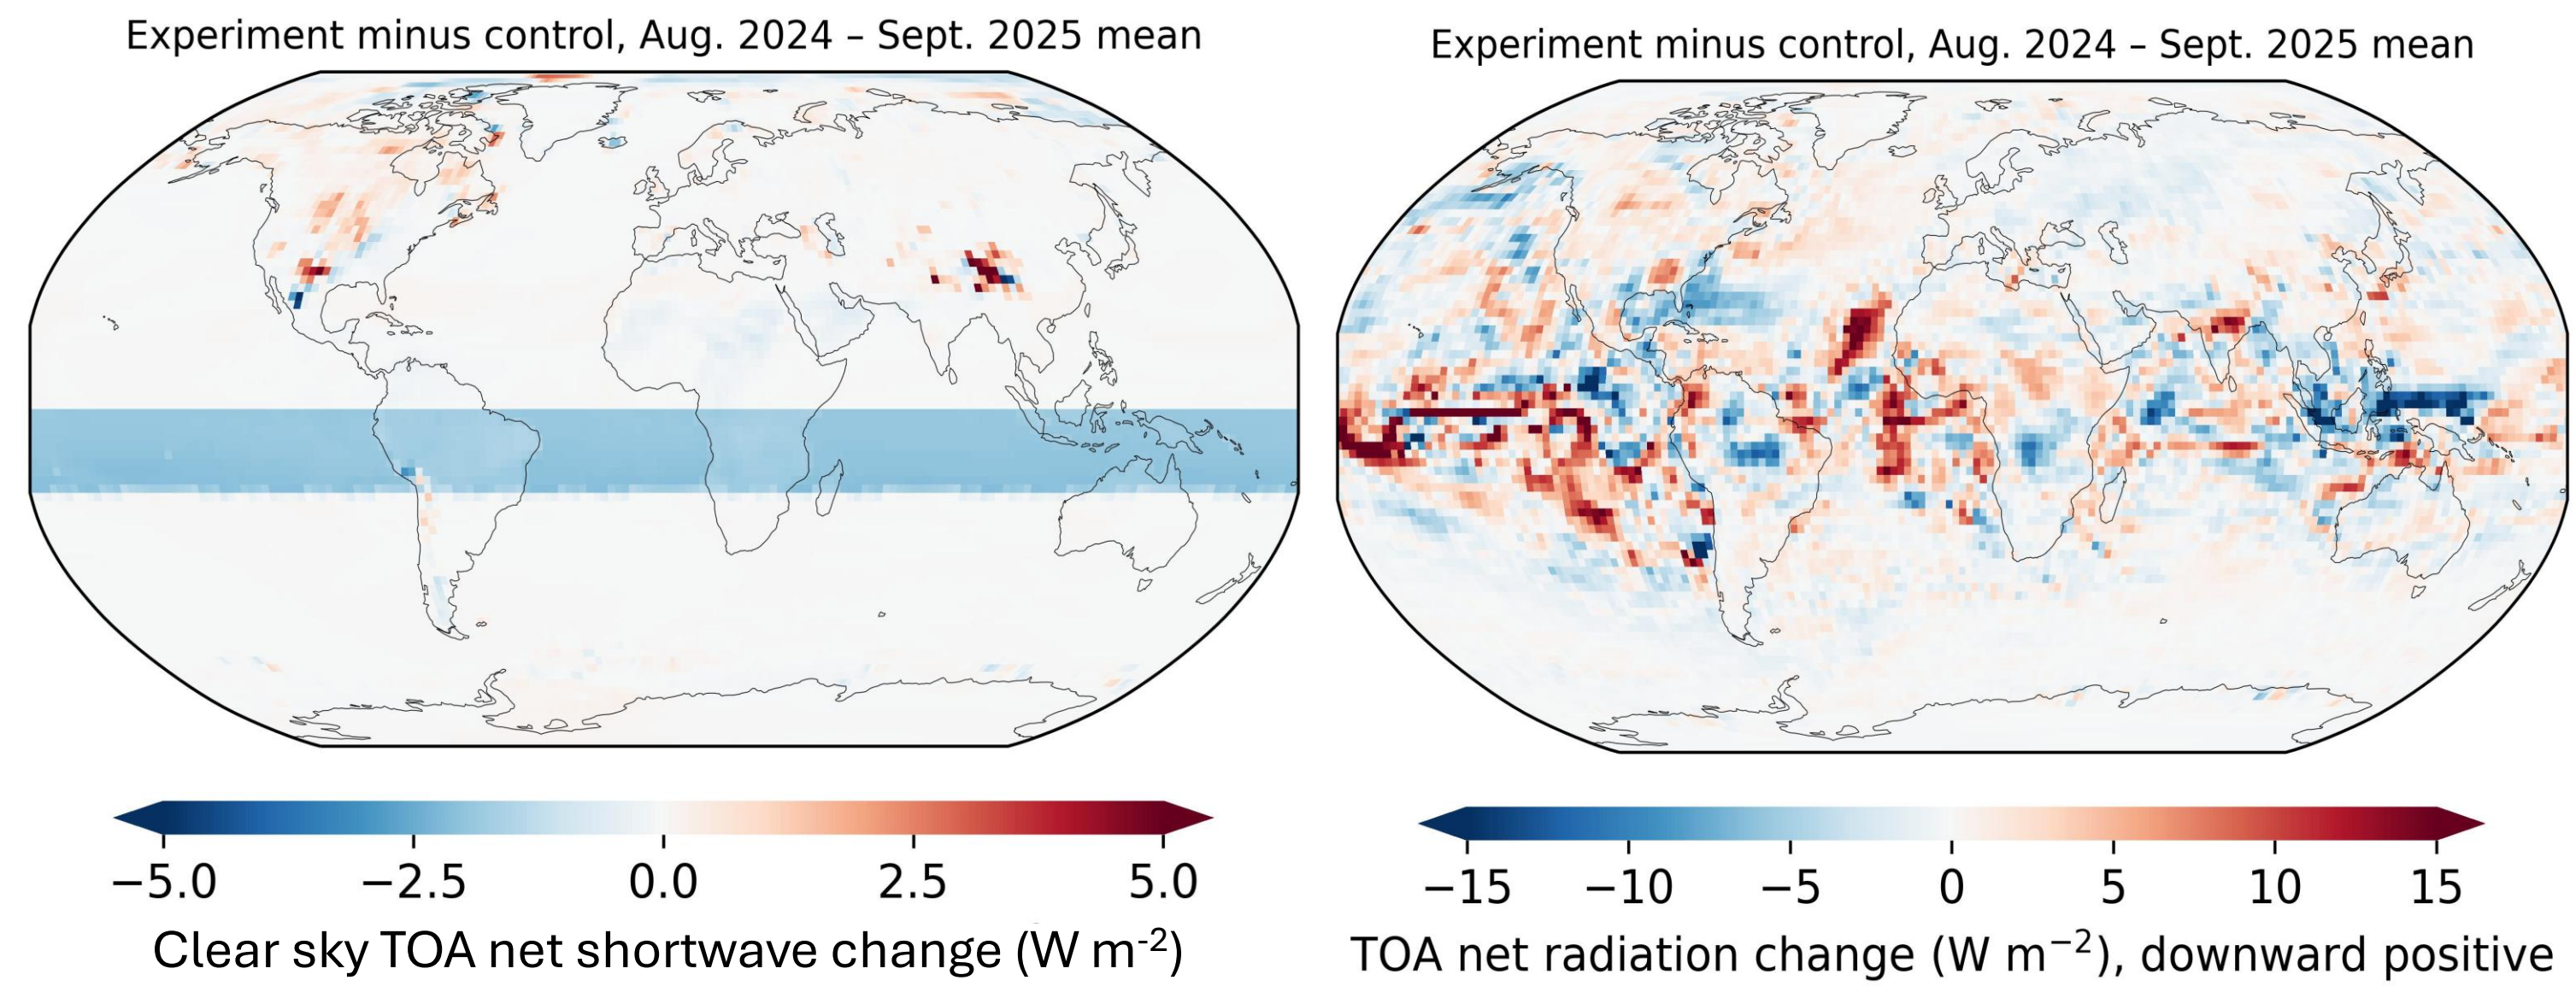 Experiment minus control, Aug. 2024 – Sept. 2025 mean
−5.0 −2.5 0.0 2.5 5.0
Clear sky TOA net shortwave change (W m⁻²)
Experiment minus control, Aug. 2024 – Sept. 2025 mean
−15 −10 −5 0 5 10 15
TOA net radiation change (W m⁻²), downward positive